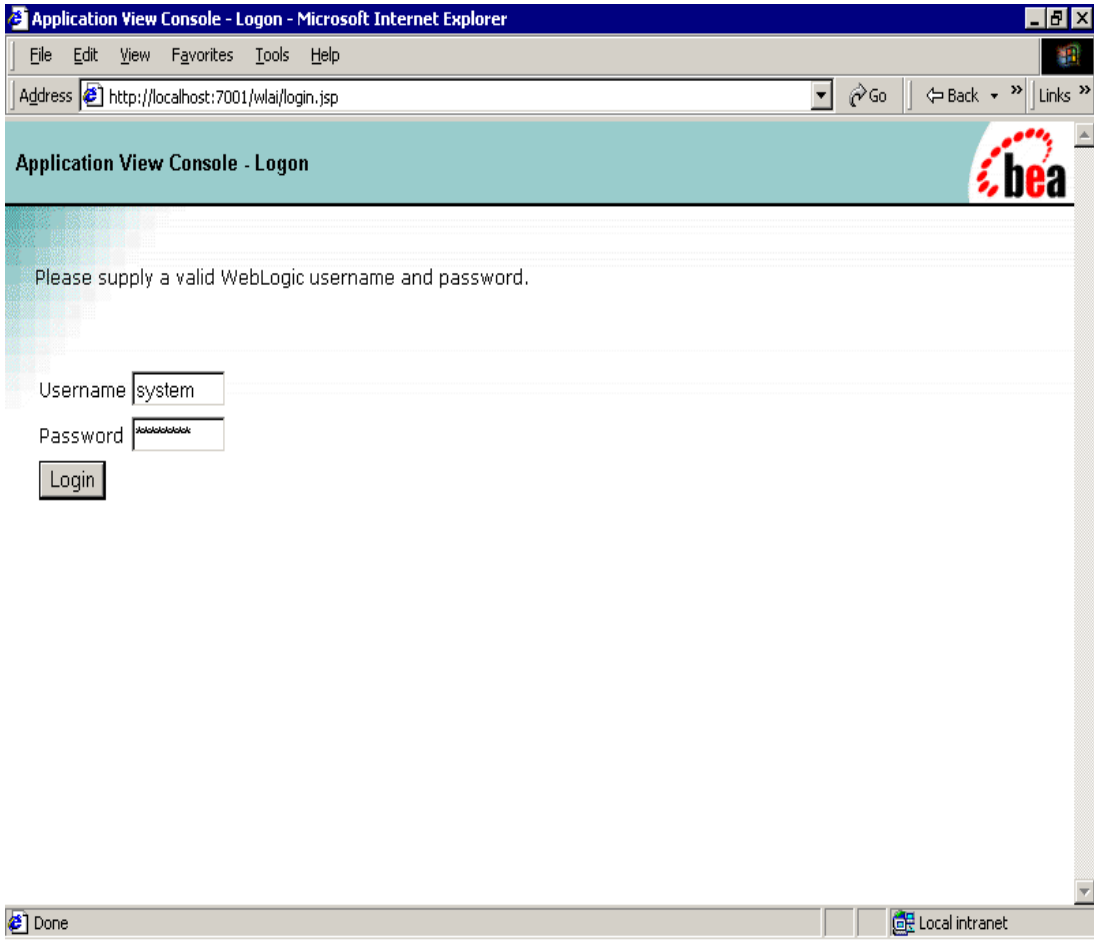 Application View Console - Logon - Microsoft Internet Explorer
File Edit View Favorites Tools Help
Address http://localhost:7001/wlai/login.jsp Go Back » Links »
Application View Console - Logon
bea
Please supply a valid WebLogic username and password.
Username system
Password *********
Login
Done Local intranet